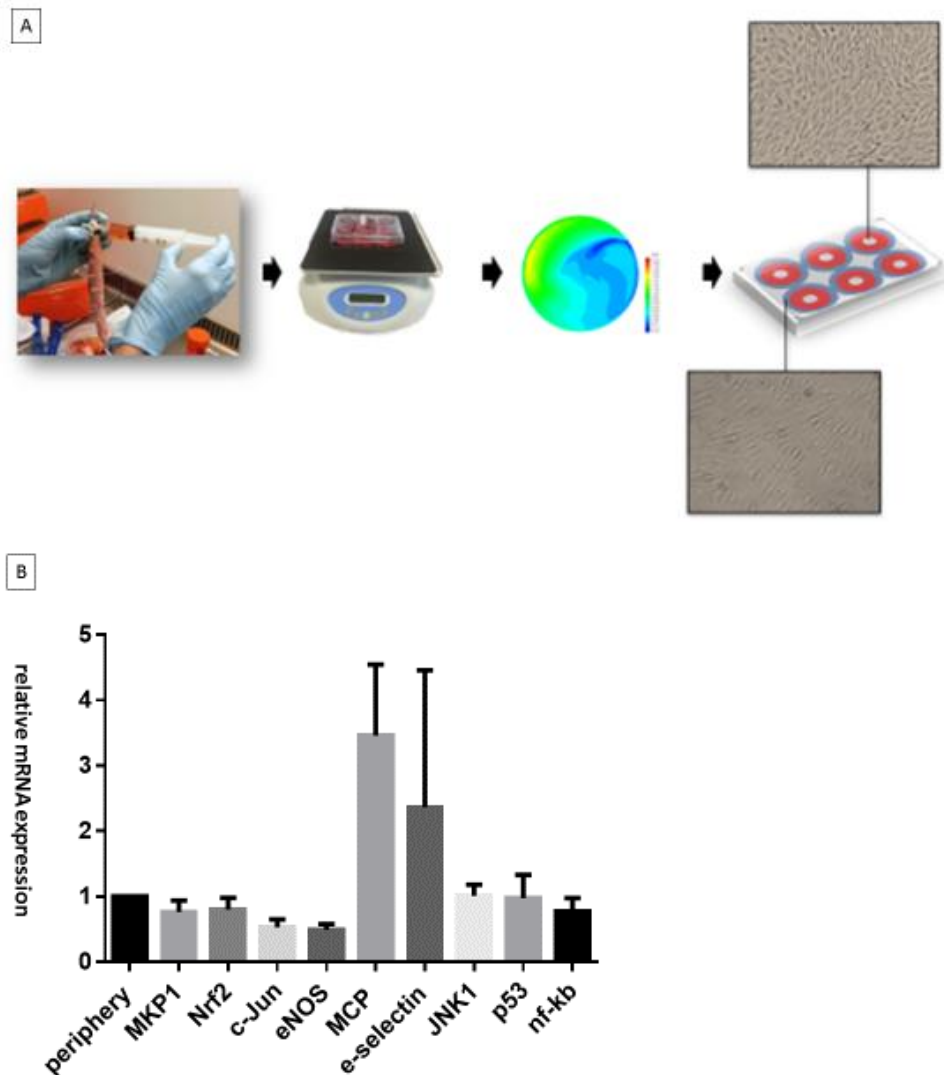 A
B
relative mRNA expression
5
4
3
2
1
0
periphery
MKP1
Nrf2
c-Jun
eNOS
MCP
e-selectin
JNK1
p53
nf-kb